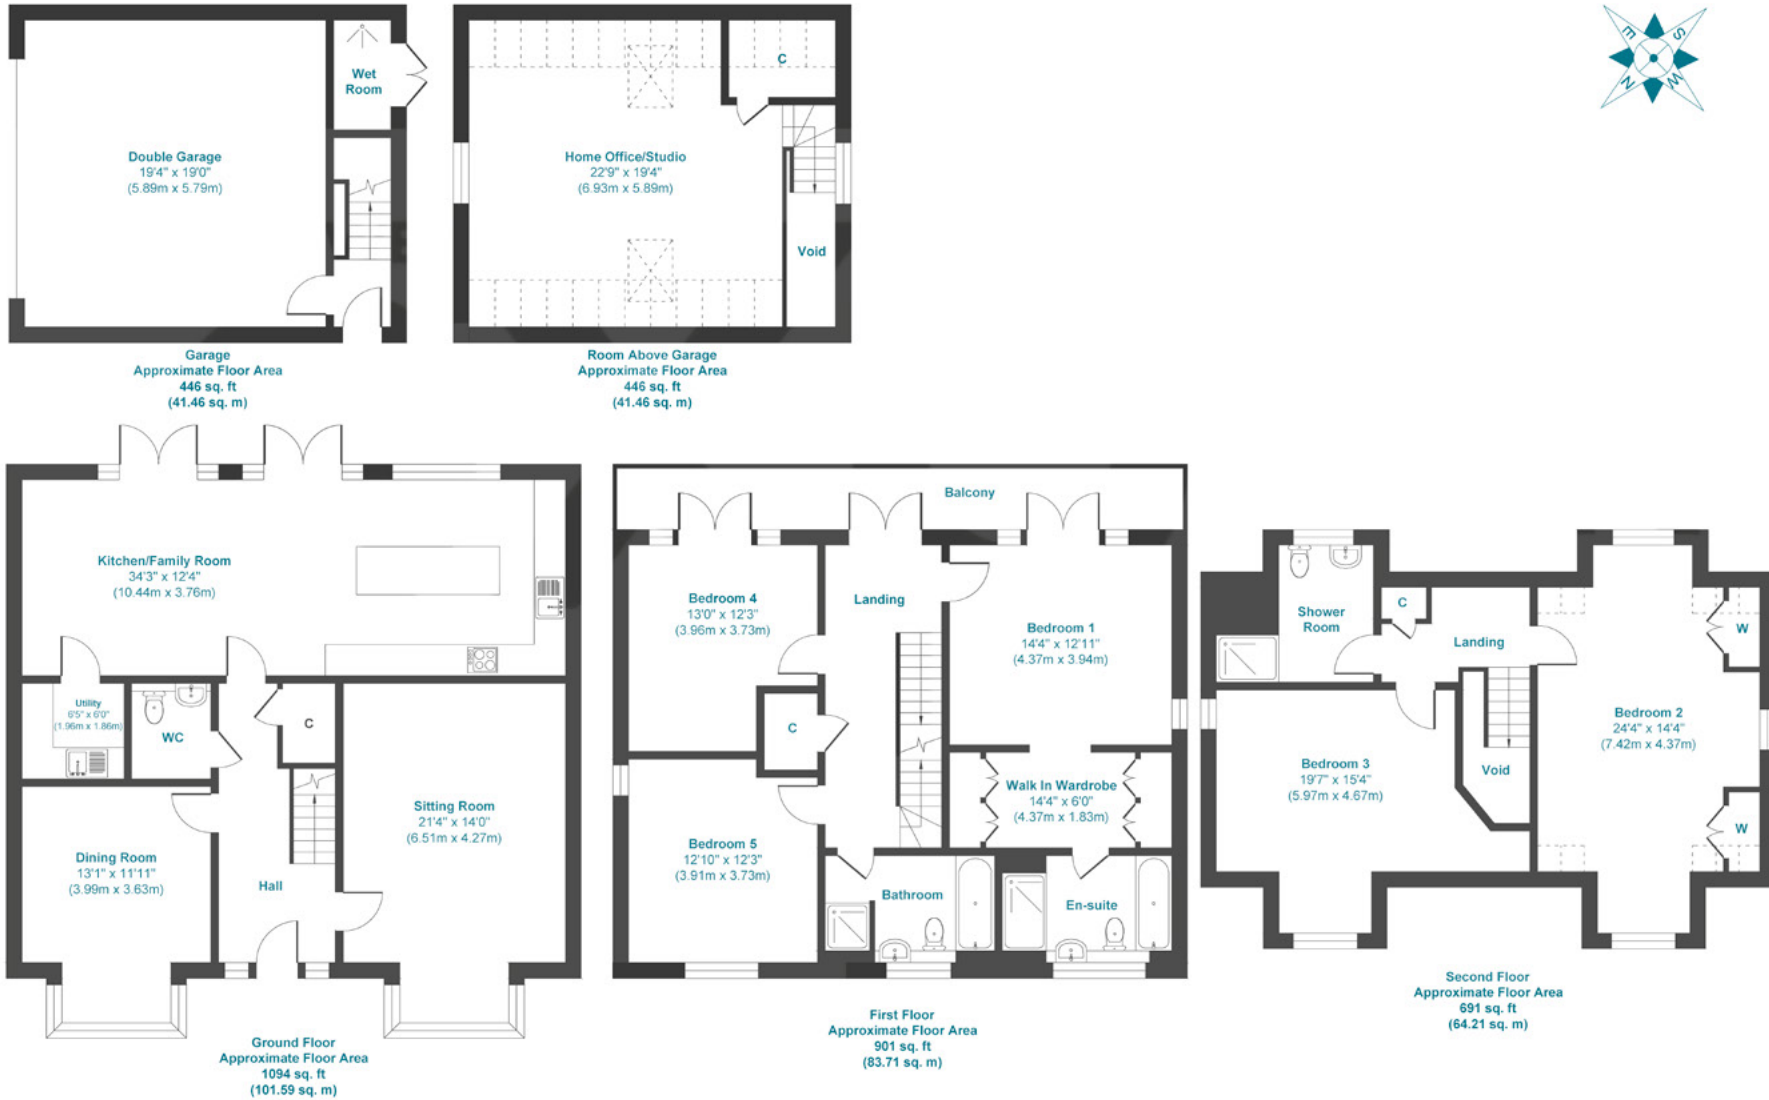 Wet
Room
Double Garage
19'4" x 19'0"
(5.89m x 5.79m)
Garage
Approximate Floor Area
446 sq. ft
(41.46 sq. m)
C
Home Office/Studio
22'9" x 19'4"
(6.93m x 5.89m)
Void
Room Above Garage
Approximate Floor Area
446 sq. ft
(41.46 sq. m)
E
S
N
W
Kitchen/Family Room
34'3" x 12'4"
(10.44m x 3.76m)
Utility
6'5" x 6'0"
(1.96m x 1.86m)
WC
C
Sitting Room
21'4" x 14'0"
(6.51m x 4.27m)
Dining Room
13'1" x 11'11"
(3.99m x 3.63m)
Hall
Ground Floor
Approximate Floor Area
1094 sq. ft
(101.59 sq. m)
Balcony
Bedroom 4
13'0" x 12'3"
(3.96m x 3.73m)
Landing
Bedroom 1
14'4" x 12'11"
(4.37m x 3.94m)
C
Walk In Wardrobe
14'4" x 6'0"
(4.37m x 1.83m)
Bedroom 5
12'10" x 12'3"
(3.91m x 3.73m)
Bathroom
En-suite
First Floor
Approximate Floor Area
901 sq. ft
(83.71 sq. m)
Shower
Room
C
Landing
W
Bedroom 2
24'4" x 14'4"
(7.42m x 4.37m)
Bedroom 3
19'7" x 15'4"
(5.97m x 4.67m)
Void
W
Second Floor
Approximate Floor Area
691 sq. ft
(64.21 sq. m)